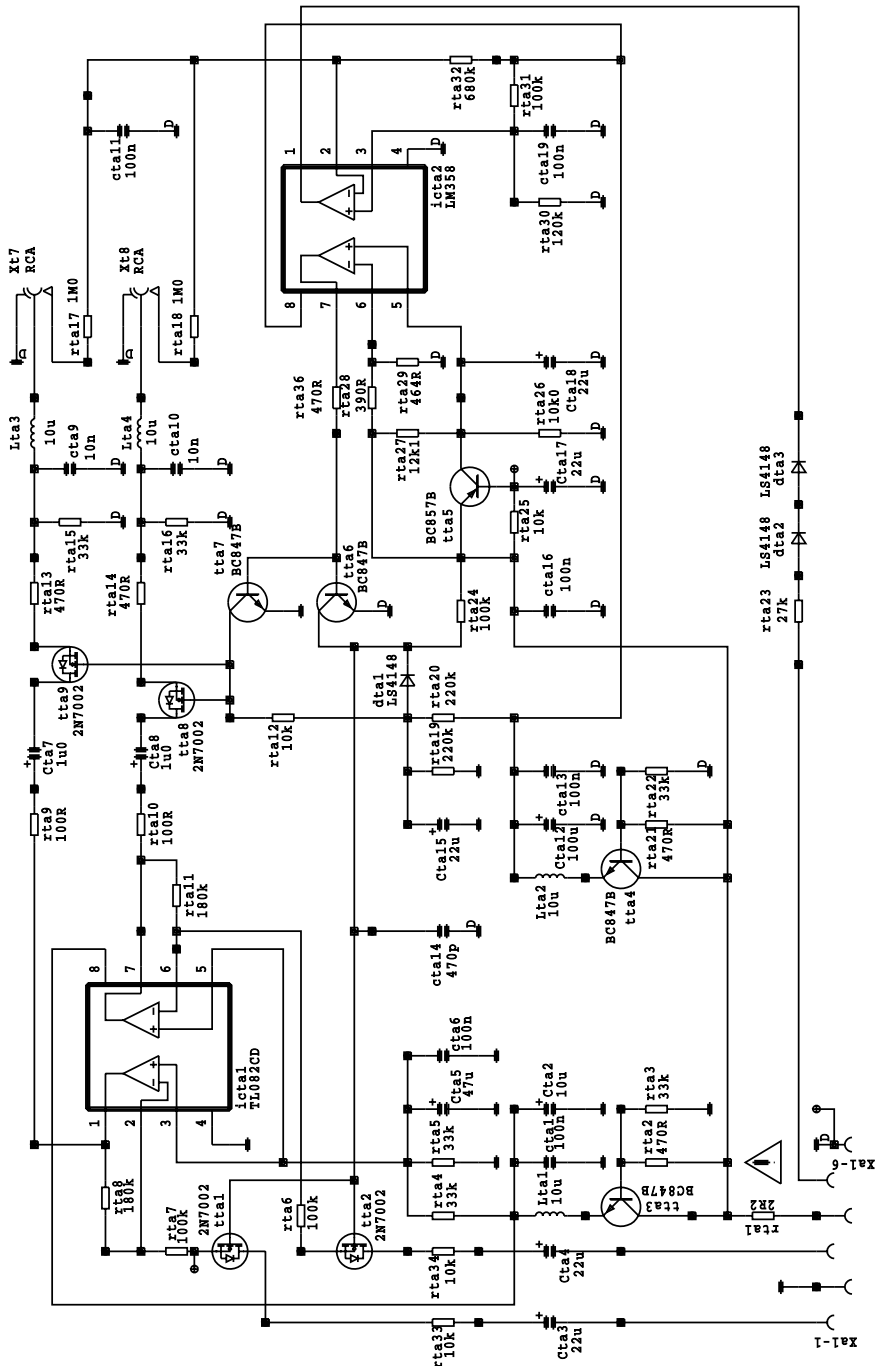 Xt7
RCA
Xt8
RCA
cta11
100n
D
D
rta17 1M0
rta18 1M0
A
D
rta32
680k
rta31
100k
1
2
3
4
D
icta2
LM358
cta19
100n
D
rta30
120k
D
8
7
6
5
rta36
470R
rta28
390R
rta29
464R
D
Cta18
22u
D
rta26
10k0
Cta17
22u
D
rta27
12k1
BC857B
tta5
rta25
10k
cta16
100n
D
rta24
100k
Lta3
10u
cta9
10n
D
Lta4
10u
cta10
10n
D
rta15
33k
D
rta16
33k
D
rta13
470R
rta14
470R
tta7
BC847B
tta6
BC847B
D
LS4148
dta3
LS4148
dta2
rta23
27k
tta9
2N7002
tta8
2N7002
dta1
LS4148
rta20
220k
rta19
220k
rta12
10k
Cta7
1u0
Cta8
1u0
rta9
100R
rta10
100R
rta11
180k
Cta15
22u
cta13
100n
D
Cta12
100u
D
rta22
33k
D
rta21
470R
Lta2
10u
BC847B
tta4
cta14
470p
D
8
7
6
5
icta1
TL082CD
1
2
3
4
cta6
100n
Cta5
47u
rta5
33k
rta4
33k
Cta2
10u
cta1
100n
Lta1
10u
rta3
33k
rta2
470R
BC847B
tta3
2R2
rta1
rta8
180k
rta7
100k
2N7002
tta1
rta6
100k
tta2
2N7002
rta34
10k
Cta4
22u
rta33
10k
Cta3
22u
D
Xa1-6
Xa1-1